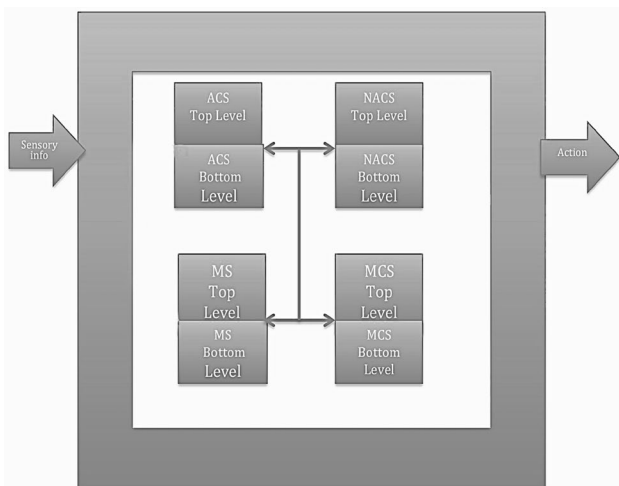 ACS
Top Level
NACS
Top Level
Sensory
info
ACS
Bottom
Level
NACS
Bottom
Level
Action
MS
Top
Level
MCS
Top
Level
MS
Bottom
Level
MCS
Bottom
Level